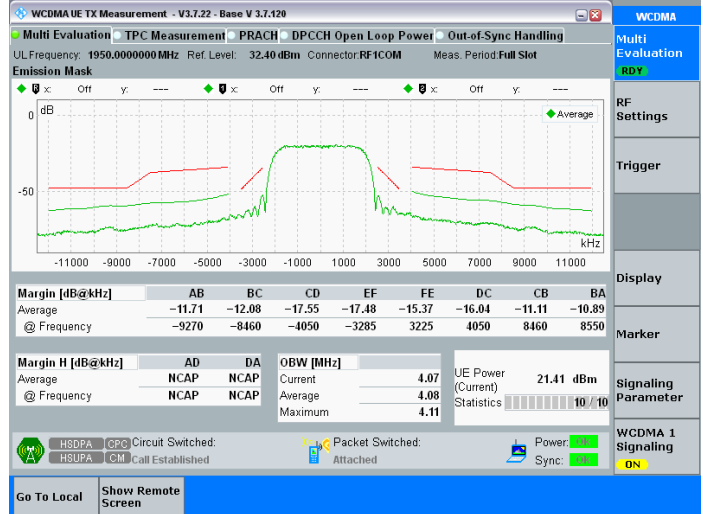 WCDMA UE TX Measurement - V3.7.22 - Base V 3.7.120
WCDMA
Multi Evaluation TPC Measurement PRACH DPCCH Open Loop Power Out-of-Sync Handling
Multi
Evaluation
RDY
UL Frequency: 1950.0000000 MHz Ref. Level: 32.40 dBm Connector:RF1COM Meas. Period:Full Slot
Emission Mask
R x: Off y: --- 1 x: Off y: --- 2 x: Off y: ---
RF
Settings
dB
Average
0
-50
kHz
-11000 -9000 -7000 -5000 -3000 -1000 1000 3000 5000 7000 9000 11000
Trigger
Display
Margin [dB@kHz] AB BC CD EF FE DC CB BA
Average −11.71 −12.08 −17.55 −17.48 −15.37 −16.04 −11.11 −10.89
@ Frequency −9270 −8460 −4050 −3285 3225 4050 8460 8550
Marker
Margin H [dB@kHz] AD DA
Average NCAP NCAP
@ Frequency NCAP NCAP
OBW [MHz]
Current 4.07
Average 4.08
Maximum 4.11
UE Power
(Current) 21.41 dBm
Statistics 10 / 10
Signaling
Parameter
HSDPA CPC Circuit Switched:
HSUPA CM Call Established
Packet Switched:
Attached
Power: OK
Sync: OK
WCDMA 1
Signaling
ON
Go To Local
Show Remote
Screen